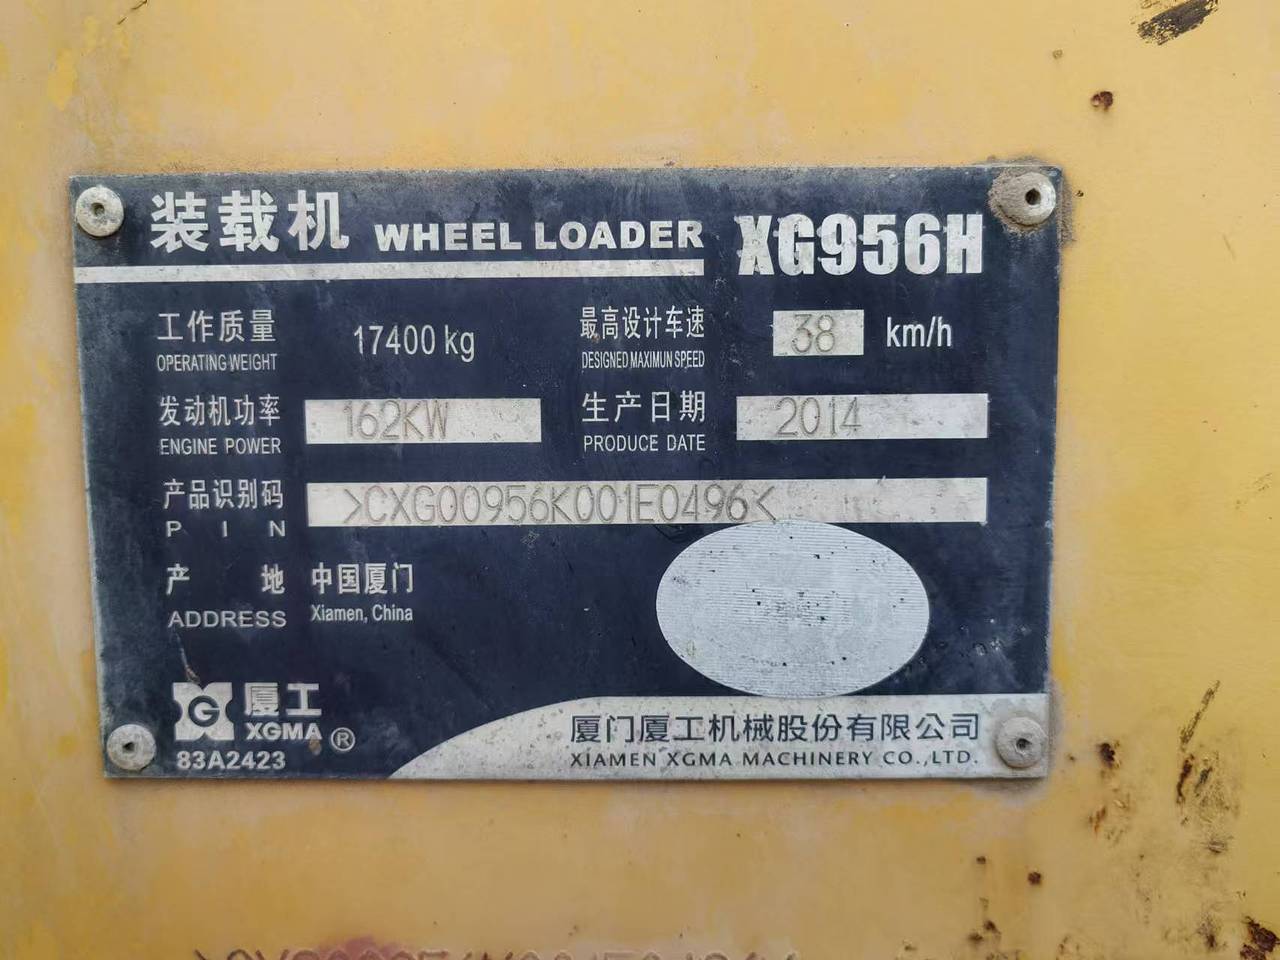 装载机 WHEEL LOADER XG956H
工作质量 17400 kg 最高设计车速 38 km/h
OPERATING WEIGHT DESIGNED MAXIMUN SPEED
发动机功率 162KW 生产日期 2014
ENGINE POWER PRODUCE DATE
产品识别码 >CXG00956K001E0496<
PIN
产地 中国厦门
ADDRESS Xiamen, China
G 厦工
XGMA ®
83A2423
厦门厦工机械股份有限公司
XIAMEN XGMA MACHINERY CO.,LTD.